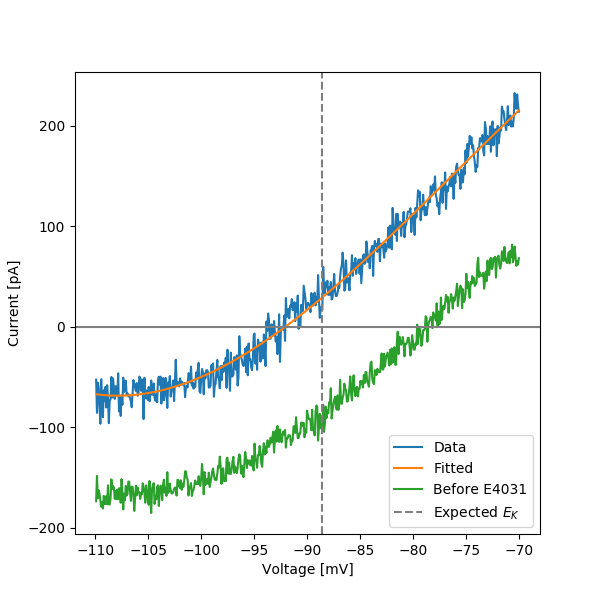 Current [pA]
200
100
0
−100
−200
−110
−105
−100
−95
−90
−85
−80
−75
−70
Voltage [mV]
Data
Fitted
Before E4031
Expected E_K